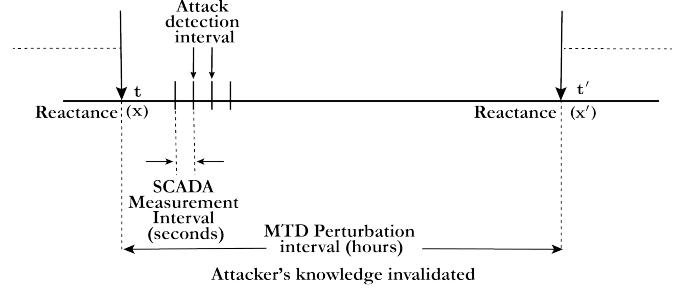 Attack
detection
interval
t
t′
Reactance (x)
Reactance (x′)
SCADA
Measurement
Interval
(seconds)
MTD Perturbation
interval (hours)
Attacker's knowledge invalidated